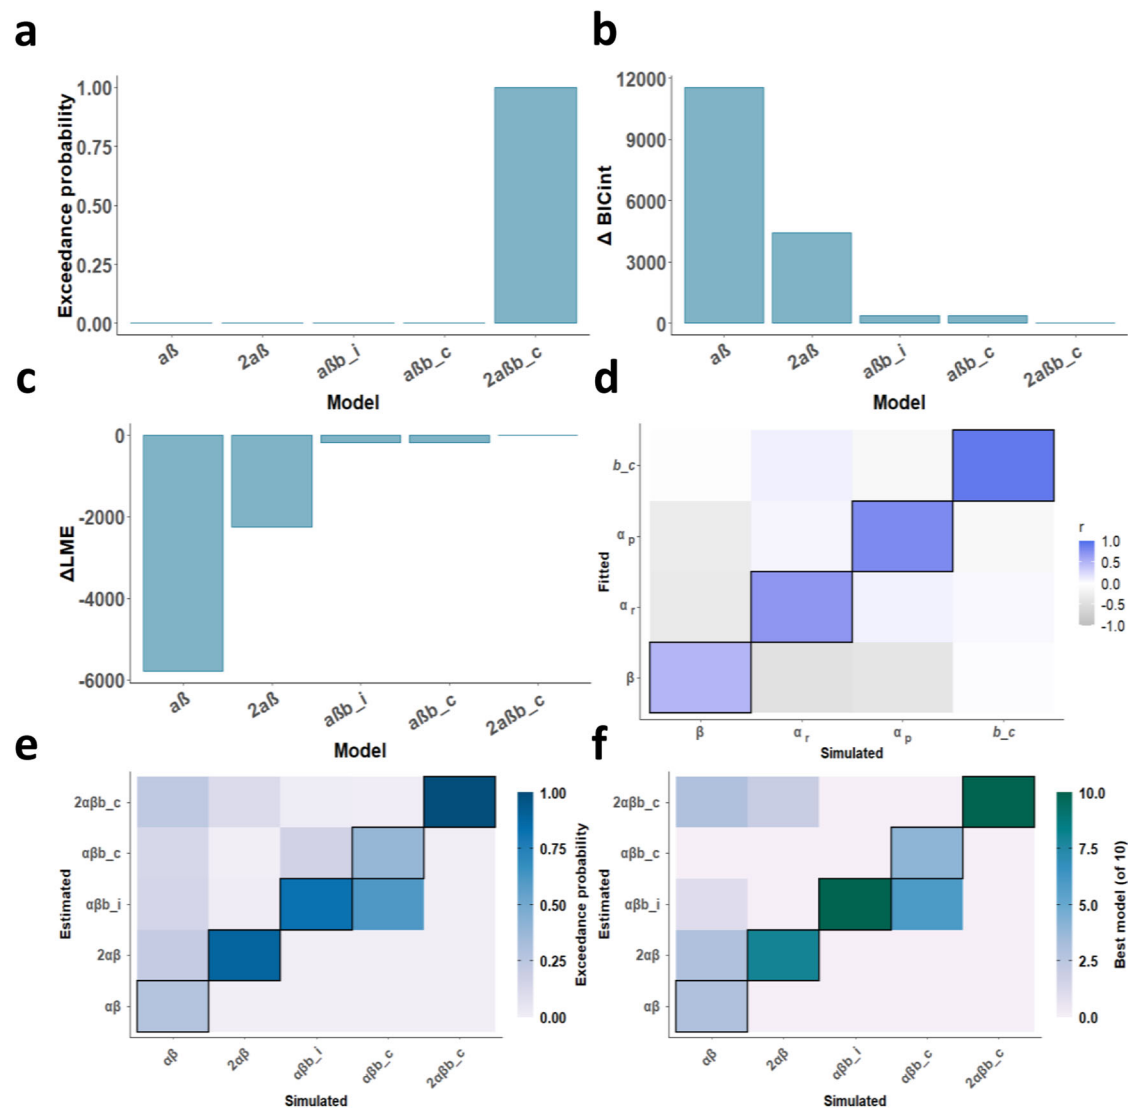 a
Exceedance probability
1.00
0.75
0.50
0.25
0.00
aß
2aß
aßb_i
aßb_c
2aßb_c
Model
b
Δ BICint
12000
9000
6000
3000
0
aß
2aß
aßb_i
aßb_c
2aßb_c
Model
c
ΔLME
0
-2000
-4000
-6000
aß
2aß
aßb_i
aßb_c
2aßb_c
Model
d
Fitted
b_c
α p
α r
β
β
α r
α p
b_c
Simulated
r
1.0
0.5
0.0
-0.5
-1.0
e
Estimated
2αβb_c
αβb_c
αβb_i
2αβ
αβ
αβ
2αβ
αβb_i
αβb_c
2αβb_c
Simulated
1.00
0.75
0.50
0.25
0.00
Exceedance probability
f
Estimated
2αβb_c
αβb_c
αβb_i
2αβ
αβ
αβ
2αβ
αβb_i
αβb_c
2αβb_c
Simulated
10.0
7.5
5.0
2.5
0.0
Best model (of 10)